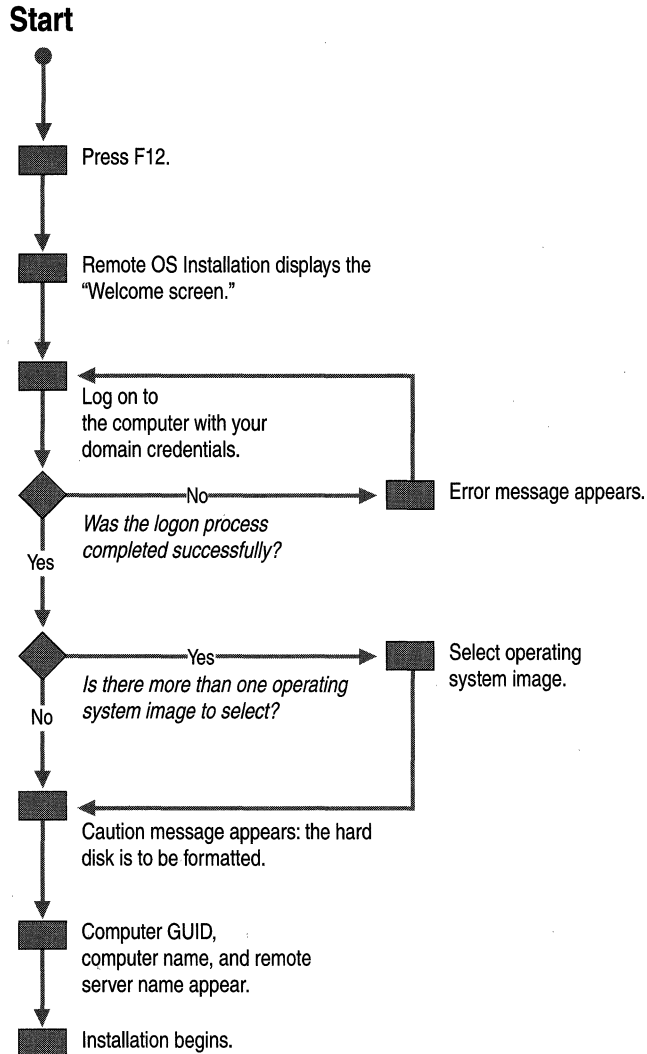 Start
Press F12.
Remote OS Installation displays the
“Welcome screen.”
Log on to
the computer with your
domain credentials.
No
Error message appears.
Was the logon process
completed successfully?
Yes
Yes
Select operating
system image.
Is there more than one operating
system image to select?
No
Caution message appears: the hard
disk is to be formatted.
Computer GUID,
computer name, and remote
server name appear.
Installation begins.